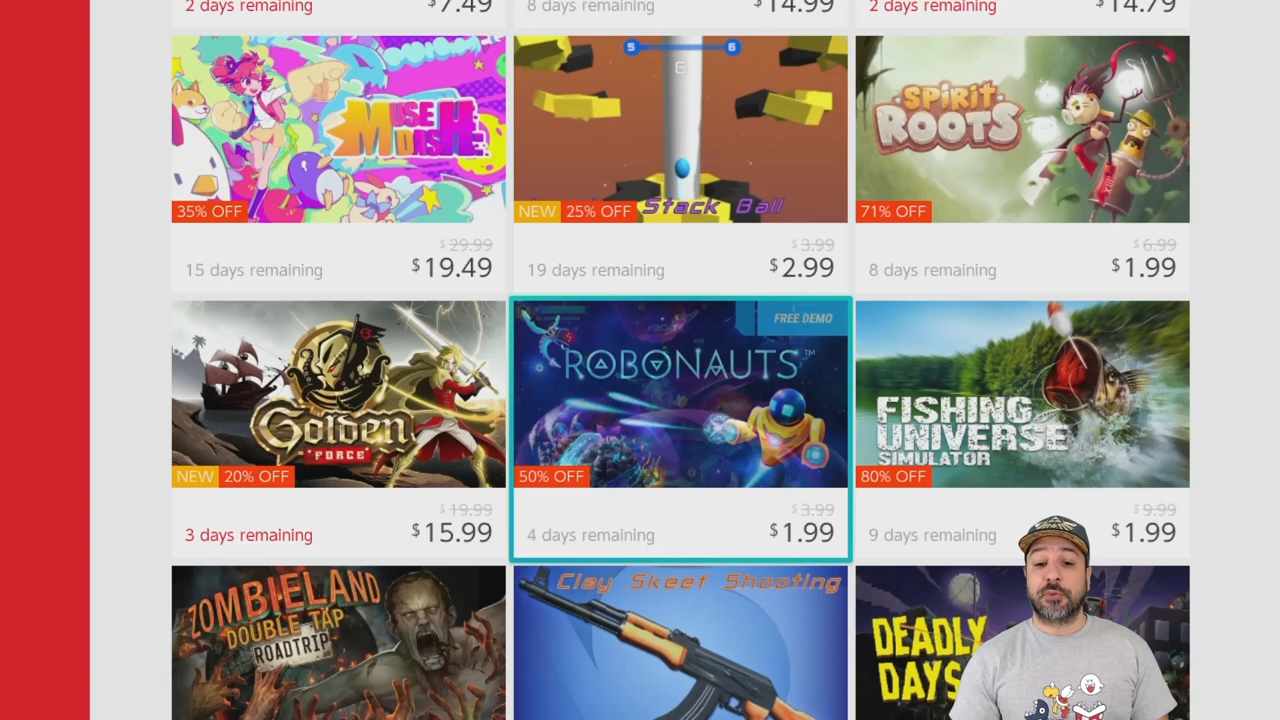 2 days remaining
$7.49
8 days remaining
$14.99
2 days remaining
$14.79
MUSE DASH
35% OFF
15 days remaining
$29.99
$19.49
5
6
6
Stack Ball
NEW 25% OFF
19 days remaining
$3.99
$2.99
SPIRIT
ROOTS
71% OFF
8 days remaining
$6.99
$1.99
Golden
FORCE
NEW 20% OFF
3 days remaining
$19.99
$15.99
FREE DEMO
ROBONAUTS™
50% OFF
4 days remaining
$3.99
$1.99
FISHING
UNIVERSE
SIMULATOR
80% OFF
9 days remaining
$9.99
$1.99
ZOMBIELAND
DOUBLE TAP
ROADTRIP
Clay Skeet Shooting
DEADLY
DAYS